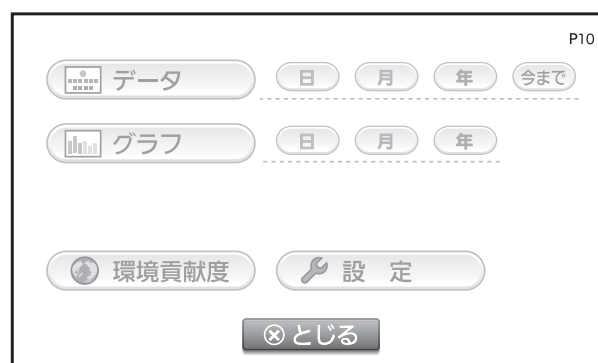 P10
データ 日 月 年 今まで
グラフ 日 月 年
環境貢献度 設 定
とじる